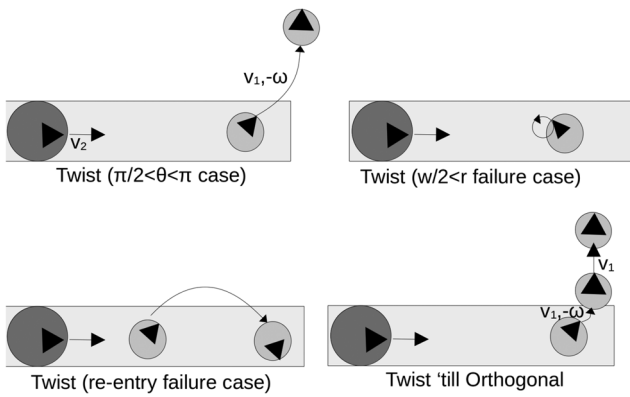 v₁,-ω
v₂
Twist (π/2<θ<π case)
Twist (w/2<r failure case)
v₁
v₁,-ω
Twist (re-entry failure case)
Twist ‘till Orthogonal